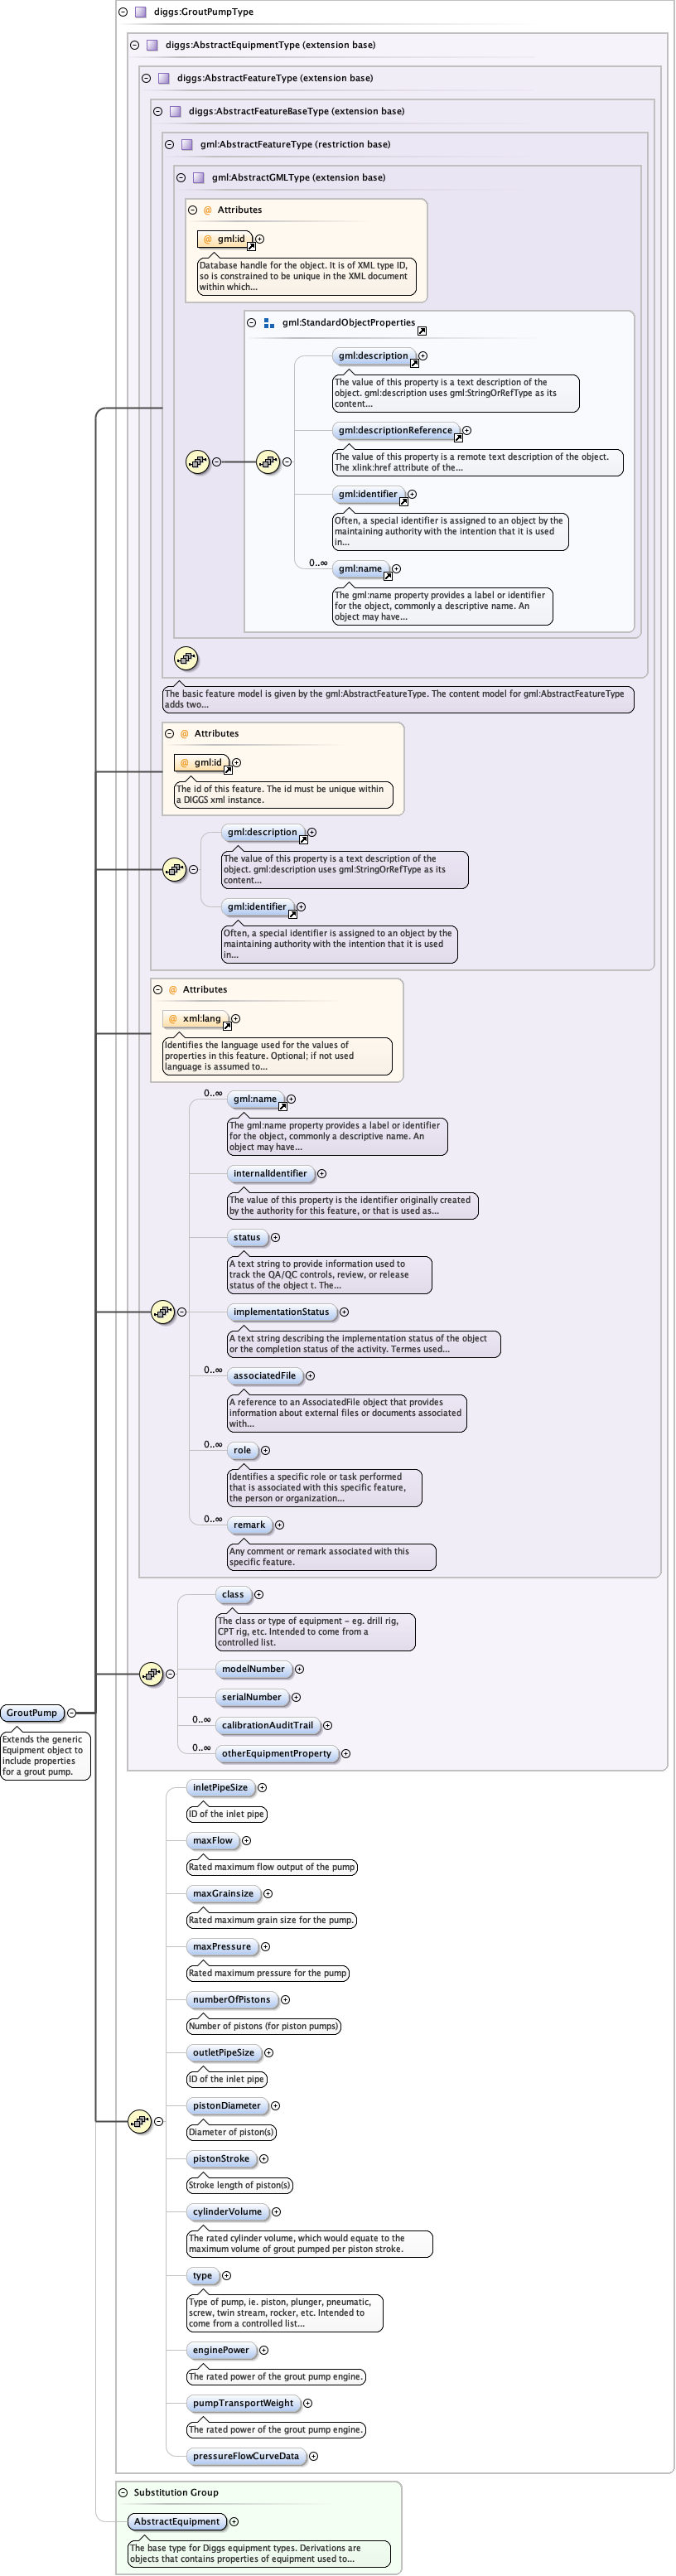 diggs:GroutPumpType
diggs:AbstractEquipmentType (extension base)
diggs:AbstractFeatureType (extension base)
diggs:AbstractFeatureBaseType (extension base)
gml:AbstractFeatureType (restriction base)
gml:AbstractGMLType (extension base)
@ Attributes
@ gml:id
Database handle for the object. It is of XML type ID,
so is constrained to be unique in the XML document
within which...
gml:StandardObjectProperties
gml:description
The value of this property is a text description of the
object. gml:description uses gml:StringOrRefType as its
content...
gml:descriptionReference
The value of this property is a remote text description of the object.
The xlink:href attribute of the...
gml:identifier
Often, a special identifier is assigned to an object by the
maintaining authority with the intention that it is used
in...
0..∞
gml:name
The gml:name property provides a label or identifier
for the object, commonly a descriptive name. An
object may have...
The basic feature model is given by the gml:AbstractFeatureType. The content model for gml:AbstractFeatureType
adds two...
@ Attributes
@ gml:id
The id of this feature. The id must be unique within
a DIGGS xml instance.
gml:description
The value of this property is a text description of the
object. gml:description uses gml:StringOrRefType as its
content...
gml:identifier
Often, a special identifier is assigned to an object by the
maintaining authority with the intention that it is used
in...
@ Attributes
@ xml:lang
Identifies the language used for the values of
properties in this feature. Optional; if not used
language is assumed to...
0..∞
gml:name
The gml:name property provides a label or identifier
for the object, commonly a descriptive name. An
object may have...
internalIdentifier
The value of this property is the identifier originally created
by the authority for this feature, or that is used as...
status
A text string to provide information used to
track the QA/QC controls, review, or release
status of the object t. The...
implementationStatus
A text string describing the implementation status of the object
or the completion status of the activity. Termes used...
0..∞
associatedFile
A reference to an AssociatedFile object that provides
information about external files or documents associated
with...
0..∞
role
Identifies a specific role or task performed
that is associated with this specific feature,
the person or organization...
0..∞
remark
Any comment or remark associated with this
specific feature.
class
The class or type of equipment - eg. drill rig,
CPT rig, etc. Intended to come from a
controlled list.
modelNumber
serialNumber
0..∞
calibrationAuditTrail
0..∞
otherEquipmentProperty
GroutPump
Extends the generic
Equipment object to
include properties
for a grout pump.
inletPipeSize
ID of the inlet pipe
maxFlow
Rated maximum flow output of the pump
maxGrainsize
Rated maximum grain size for the pump.
maxPressure
Rated maximum pressure for the pump
numberOfPistons
Number of pistons (for piston pumps)
outletPipeSize
ID of the inlet pipe
pistonDiameter
Diameter of piston(s)
pistonStroke
Stroke length of piston(s)
cylinderVolume
The rated cylinder volume, which would equate to the
maximum volume of grout pumped per piston stroke.
type
Type of pump, ie. piston, plunger, pneumatic,
screw, twin stream, rocker, etc. Intended to
come from a controlled list...
enginePower
The rated power of the grout pump engine.
pumpTransportWeight
The rated power of the grout pump engine.
pressureFlowCurveData
Substitution Group
AbstractEquipment
The base type for Diggs equipment types. Derivations are
objects that contains properties of equipment used to...